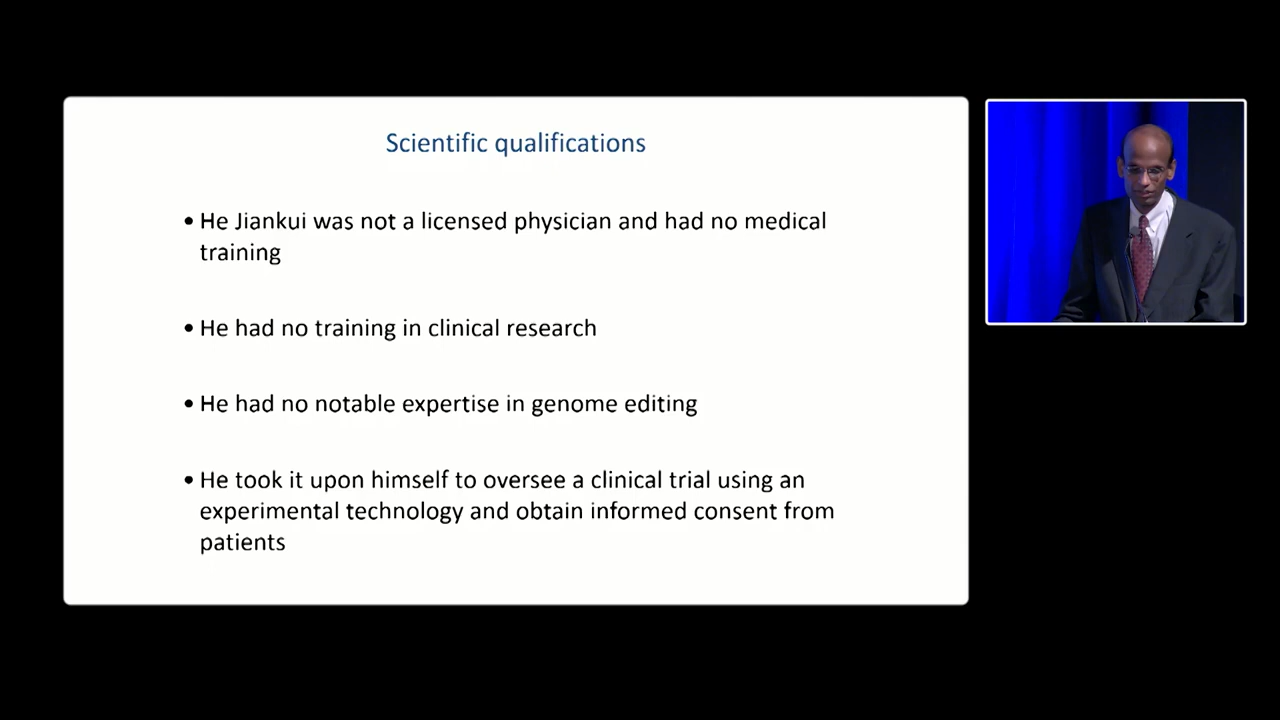 Scientific qualifications
• He Jiankui was not a licensed physician and had no medical
training
• He had no training in clinical research
• He had no notable expertise in genome editing
• He took it upon himself to oversee a clinical trial using an
experimental technology and obtain informed consent from
patients